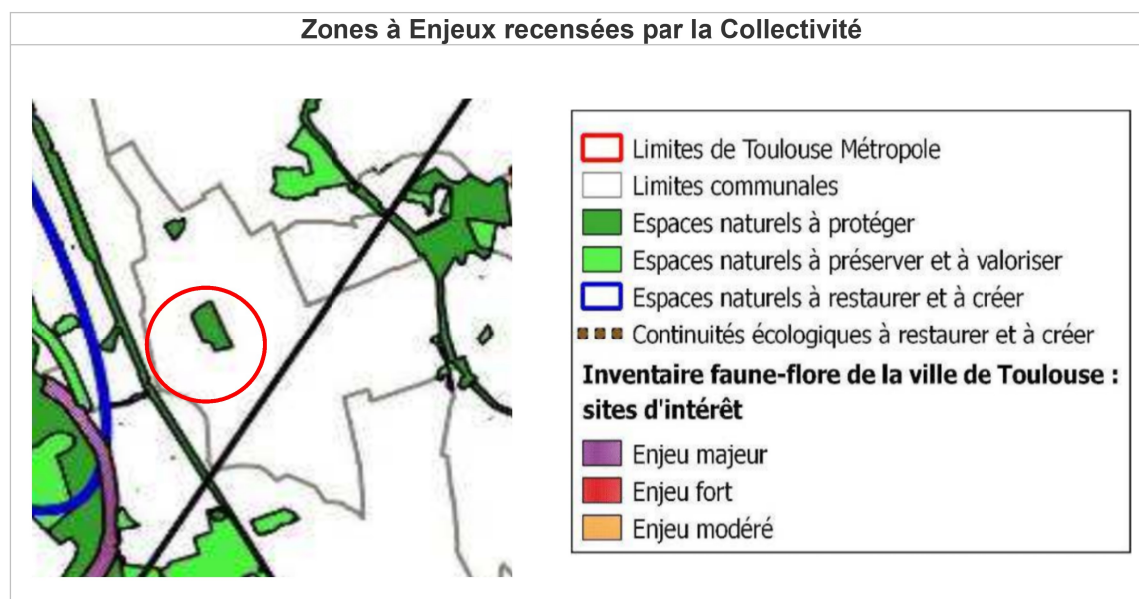 Zones à Enjeux recensées par la Collectivité
Limites de Toulouse Métropole
Limites communales
Espaces naturels à protéger
Espaces naturels à préserver et à valoriser
Espaces naturels à restaurer et à créer
Continuités écologiques à restaurer et à créer
Inventaire faune-flore de la ville de Toulouse :
sites d'intérêt
Enjeu majeur
Enjeu fort
Enjeu modéré